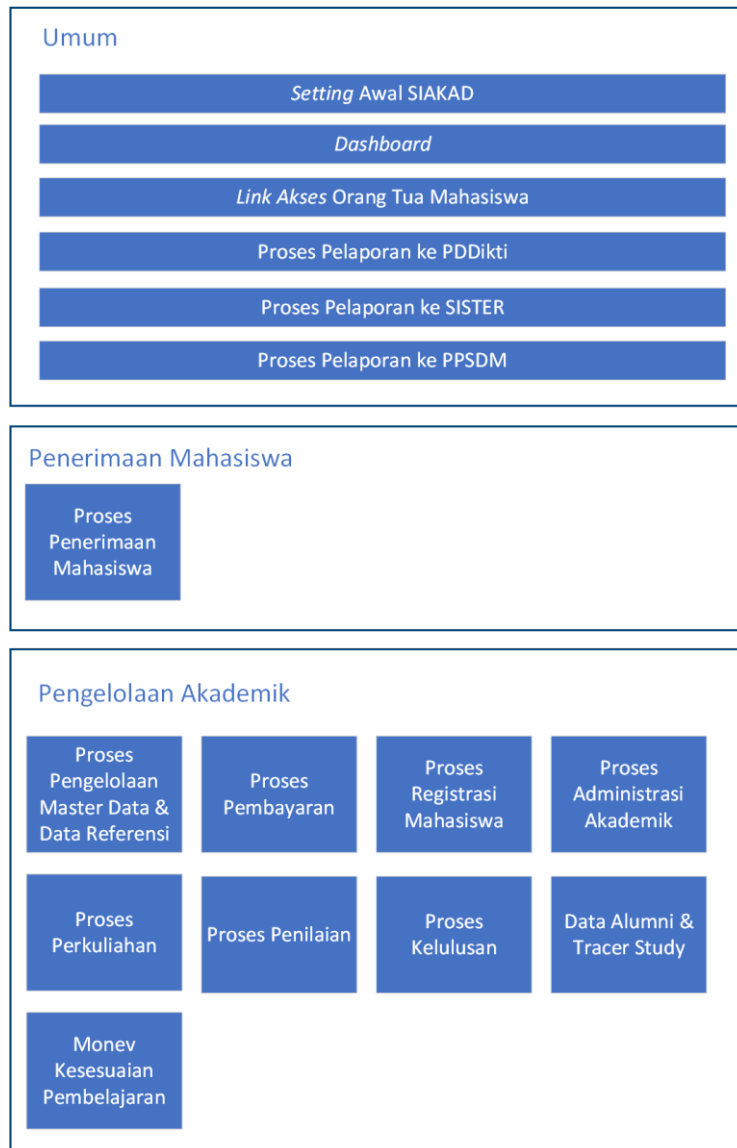 Umum
Setting Awal SIAKAD
Dashboard
Link Akses Orang Tua Mahasiswa
Proses Pelaporan ke PDDikti
Proses Pelaporan ke SISTER
Proses Pelaporan ke PPSDM
Penerimaan Mahasiswa
Proses
Penerimaan
Mahasiswa
Pengelolaan Akademik
Proses
Pengelolaan
Master Data &
Data Referensi
Proses
Pembayaran
Proses
Registrasi
Mahasiswa
Proses
Administrasi
Akademik
Proses
Perkuliahan
Proses Penilaian
Proses
Kelulusan
Data Alumni &
Tracer Study
Monev
Kesesuaian
Pembelajaran